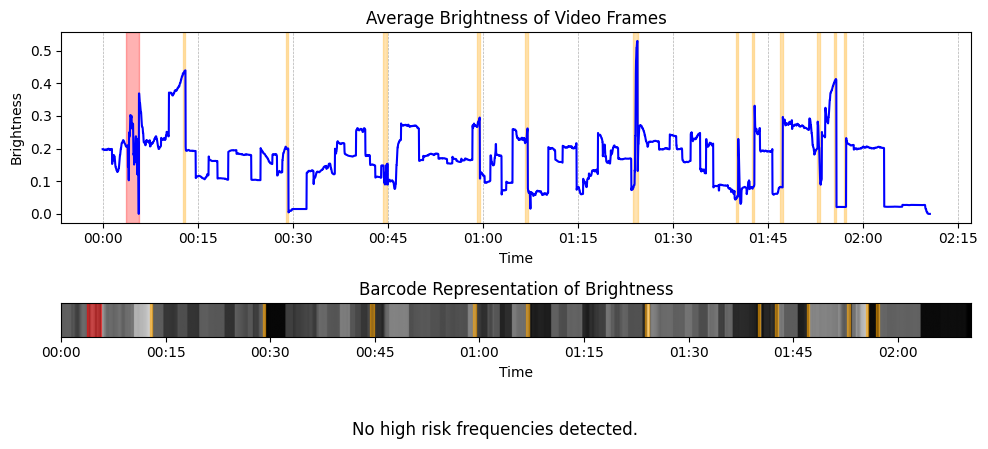 Average Brightness of Video Frames
Brightness
0.5
0.4
0.3
0.2
0.1
0.0
00:00 00:15 00:30 00:45 01:00 01:15 01:30 01:45 02:00 02:15
Time
Barcode Representation of Brightness
00:00 00:15 00:30 00:45 01:00 01:15 01:30 01:45 02:00
Time
No high risk frequencies detected.